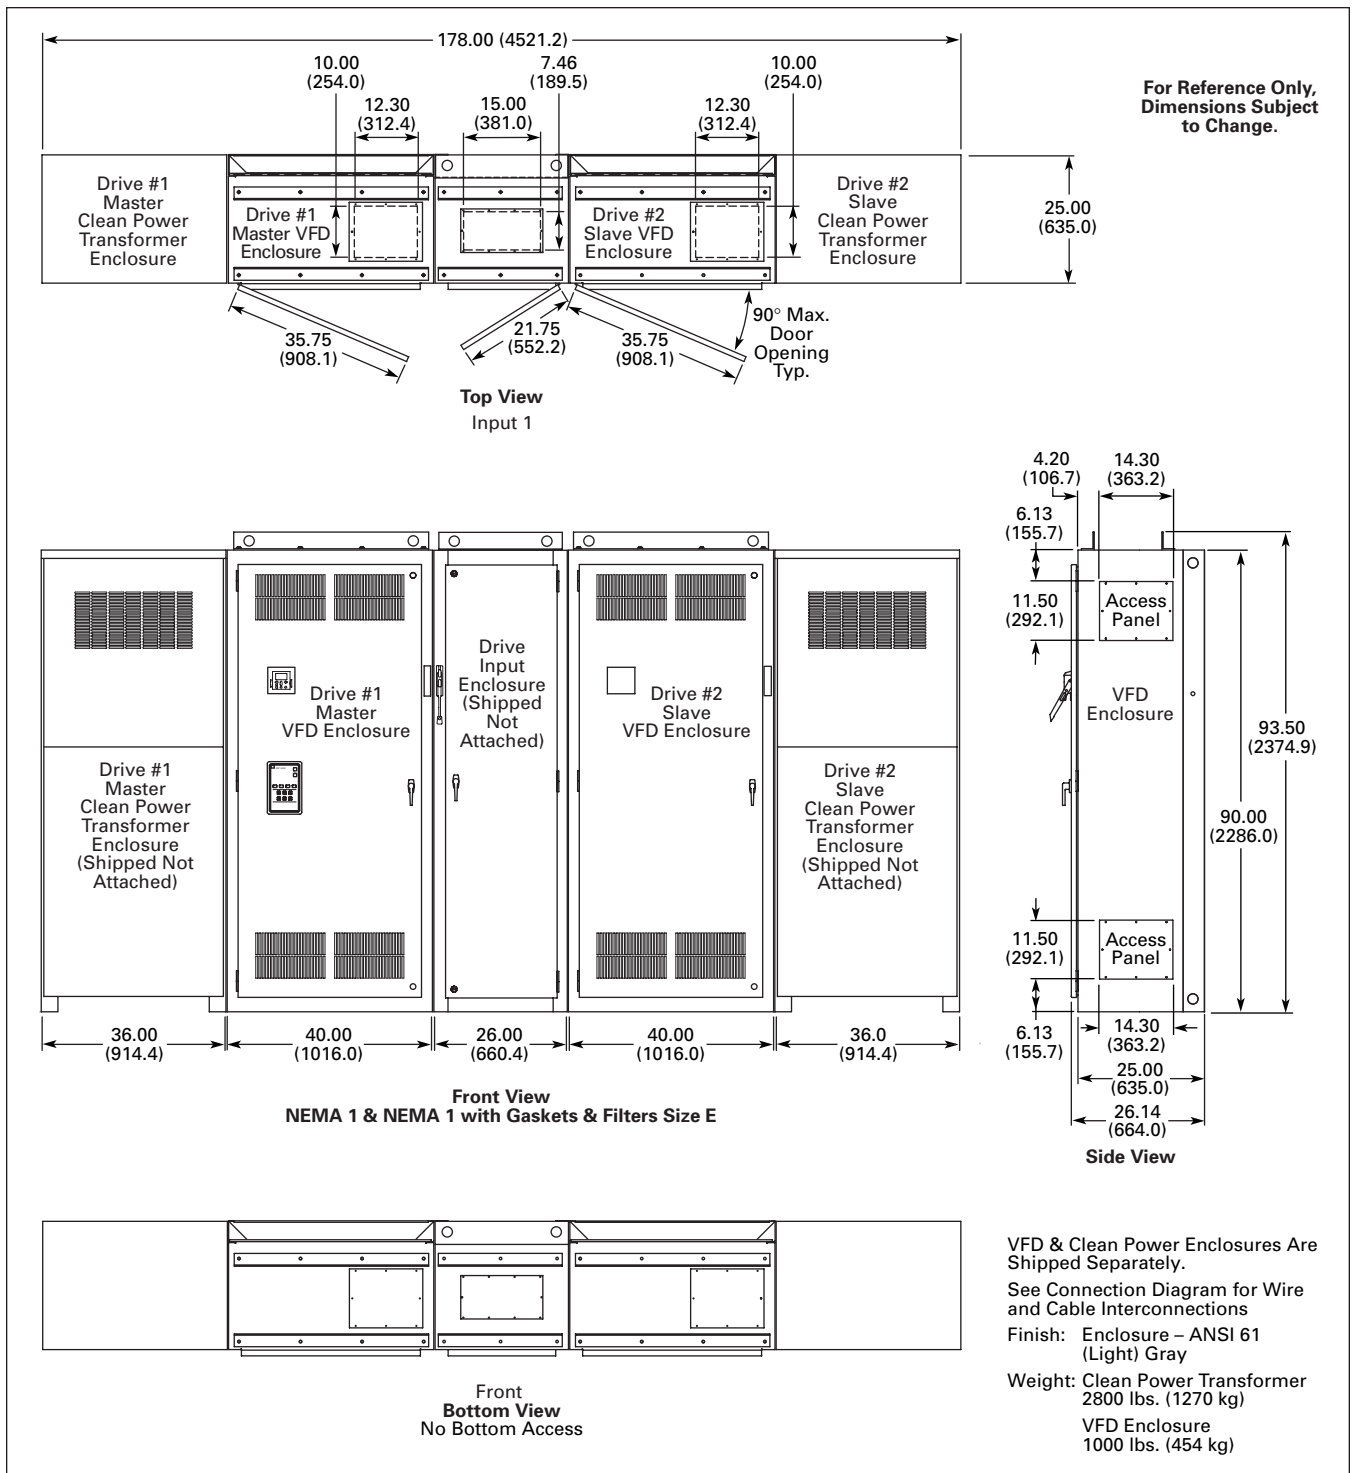 178.00 (4521.2)
10.00
(254.0)
7.46
(189.5)
10.00
(254.0)
12.30
(312.4)
15.00
(381.0)
12.30
(312.4)
For Reference Only,
Dimensions Subject
to Change.
Drive #1
Master
Clean Power
Transformer
Enclosure
Drive #1
Master VFD
Enclosure
Drive #2
Slave VFD
Enclosure
Drive #2
Slave
Clean Power
Transformer
Enclosure
25.00
(635.0)
35.75
(908.1)
21.75
(552.2)
35.75
(908.1)
90° Max.
Door
Opening
Typ.
Top View
Input 1
4.20
(106.7)
14.30
(363.2)
6.13
(155.7)
11.50
(292.1)
Access
Panel
VFD
Enclosure
93.50
(2374.9)
90.00
(2286.0)
11.50
(292.1)
Access
Panel
6.13
(155.7)
14.30
(363.2)
25.00
(635.0)
26.14
(664.0)
Side View
Drive #1
Master
Clean Power
Transformer
Enclosure
(Shipped Not
Attached)
Drive #1
Master
VFD Enclosure
Drive
Input
Enclosure
(Shipped
Not
Attached)
Drive #2
Slave
VFD Enclosure
Drive #2
Slave
Clean Power
Transformer
Enclosure
(Shipped Not
Attached)
36.00
(914.4)
40.00
(1016.0)
26.00
(660.4)
40.00
(1016.0)
36.0
(914.4)
Front View
NEMA 1 & NEMA 1 with Gaskets & Filters Size E
Front
Bottom View
No Bottom Access
VFD & Clean Power Enclosures Are
Shipped Separately.
See Connection Diagram for Wire
and Cable Interconnections
Finish: Enclosure – ANSI 61
(Light) Gray
Weight: Clean Power Transformer
2800 lbs. (1270 kg)
VFD Enclosure
1000 lbs. (454 kg)